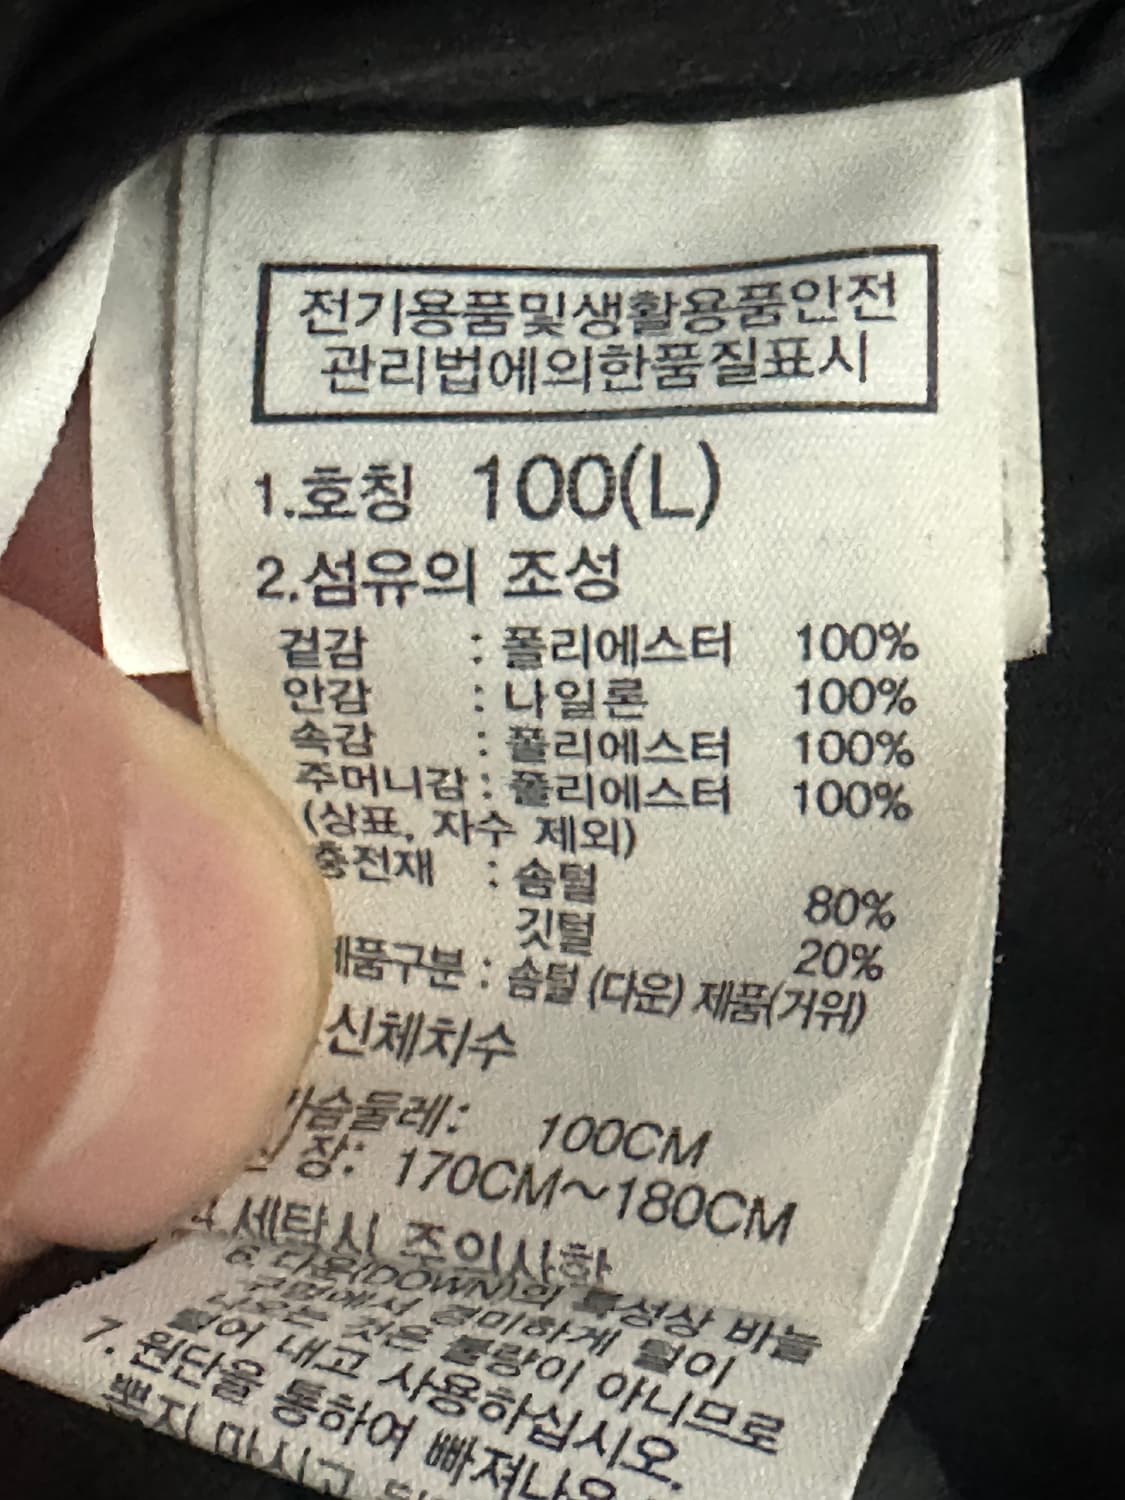 전기용품및생활용품안전
관리법에의한품질표시
1.호칭 100(L)
2.섬유의 조성
겉감 : 폴리에스터 100%
안감 : 나일론 100%
속감 : 폴리에스터 100%
주머니감 : 폴리에스터 100%
(상표, 자수 제외)
충전재 : 솜털 80%
깃털 20%
제품구분 : 솜털 (다운) 제품(거위)
신체치수
가슴둘레: 100CM
신 장: 170CM~180CM
4.세탁시 주의사항
6. 다운(DOWN)의 특성상 바늘
구멍에서 경미하게 털이
나오는 것은 불량이 아니므로
털어 내고 사용하십시오.
7. 원단을 통하여 빠져나온
뽑지 마시고